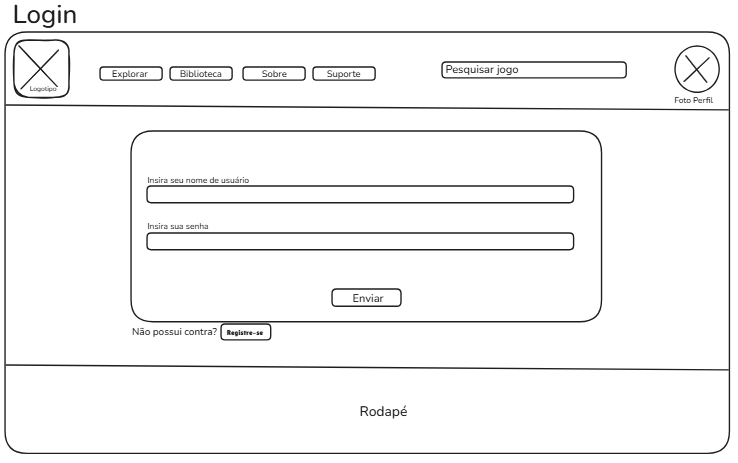 Login
Logotipo
Explorar
Biblioteca
Sobre
Suporte
Pesquisar jogo
Foto Perfil
Insira seu nome de usuário
Insira sua senha
Enviar
Não possui contra? Registre-se
Rodapé